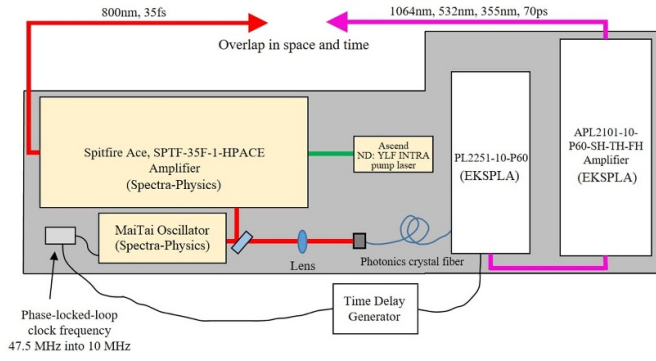 800nm, 35fs
1064nm, 532nm, 355nm, 70ps
Overlap in space and time
Spitfire Ace, SPTF-35F-1-HPACE
Amplifier
(Spectra-Physics)
Ascend
ND: YLF INTRA
pump laser
PL2251-10-P60
(EKSPLA)
APL2101-10-
P60-SH-TH-FH
Amplifier
(EKSPLA)
MaiTai Oscillator
(Spectra-Physics)
Lens
Photonics crystal fiber
Phase-locked-loop
clock frequency
47.5 MHz into 10 MHz
Time Delay
Generator